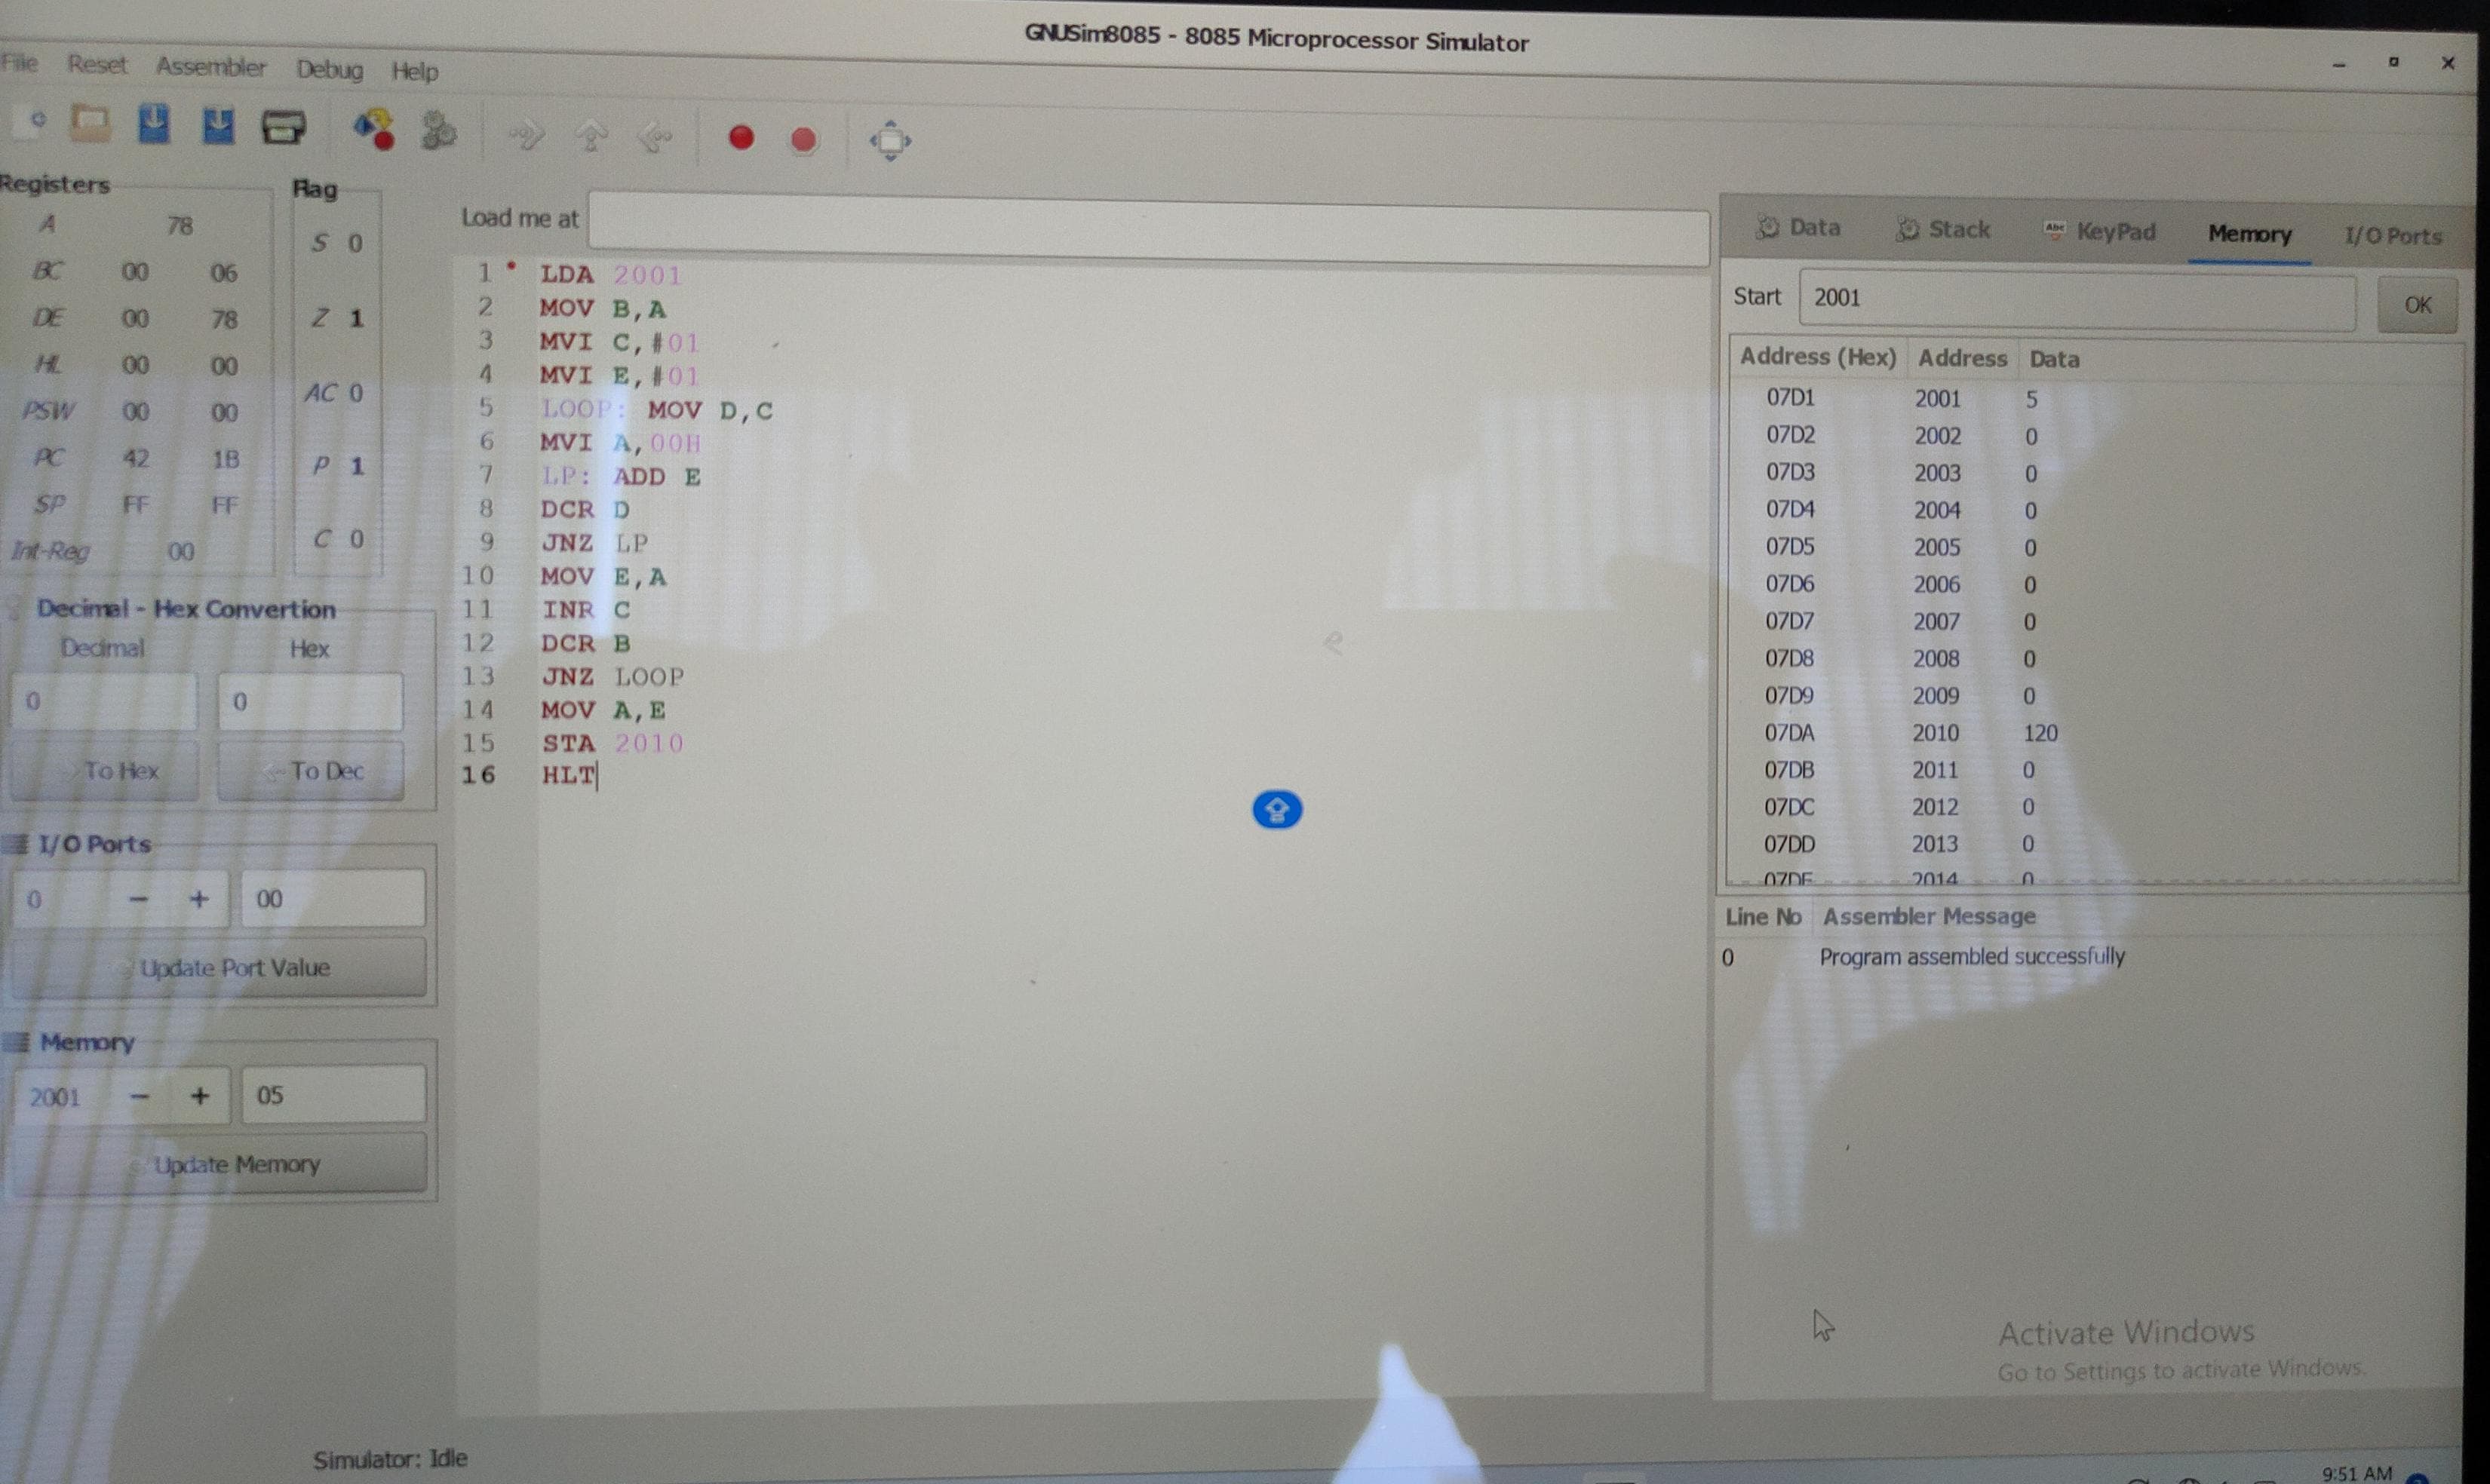 GNUSim8085 - 8085 Microprocessor Simulator
File Reset Assembler Debug Help
Registers
A 78
BC 00 06
DE 00 78
HL 00 00
PSW 00 00
PC 42 1B
SP FF FF
Int-Reg 00
Flag
S 0
Z 1
AC 0
P 1
C 0
Decimal - Hex Convertion
Decimal Hex
0 0
To Hex To Dec
I/O Ports
0 − + 00
Update Port Value
Memory
2001 − + 05
Update Memory
Load me at
1 LDA 2001
2 MOV B,A
3 MVI C,#01
4 MVI E,#01
5 LOOP: MOV D,C
6 MVI A,00H
7 LP: ADD E
8 DCR D
9 JNZ LP
10 MOV E,A
11 INR C
12 DCR B
13 JNZ LOOP
14 MOV A,E
15 STA 2010
16 HLT
Data Stack Abc KeyPad Memory I/O Ports
Start 2001 OK
Address (Hex) Address Data
07D1 2001 5
07D2 2002 0
07D3 2003 0
07D4 2004 0
07D5 2005 0
07D6 2006 0
07D7 2007 0
07D8 2008 0
07D9 2009 0
07DA 2010 120
07DB 2011 0
07DC 2012 0
07DD 2013 0
07DE 2014 0
Line No Assembler Message
0 Program assembled successfully
Activate Windows
Go to Settings to activate Windows.
Simulator: Idle
9:51 AM